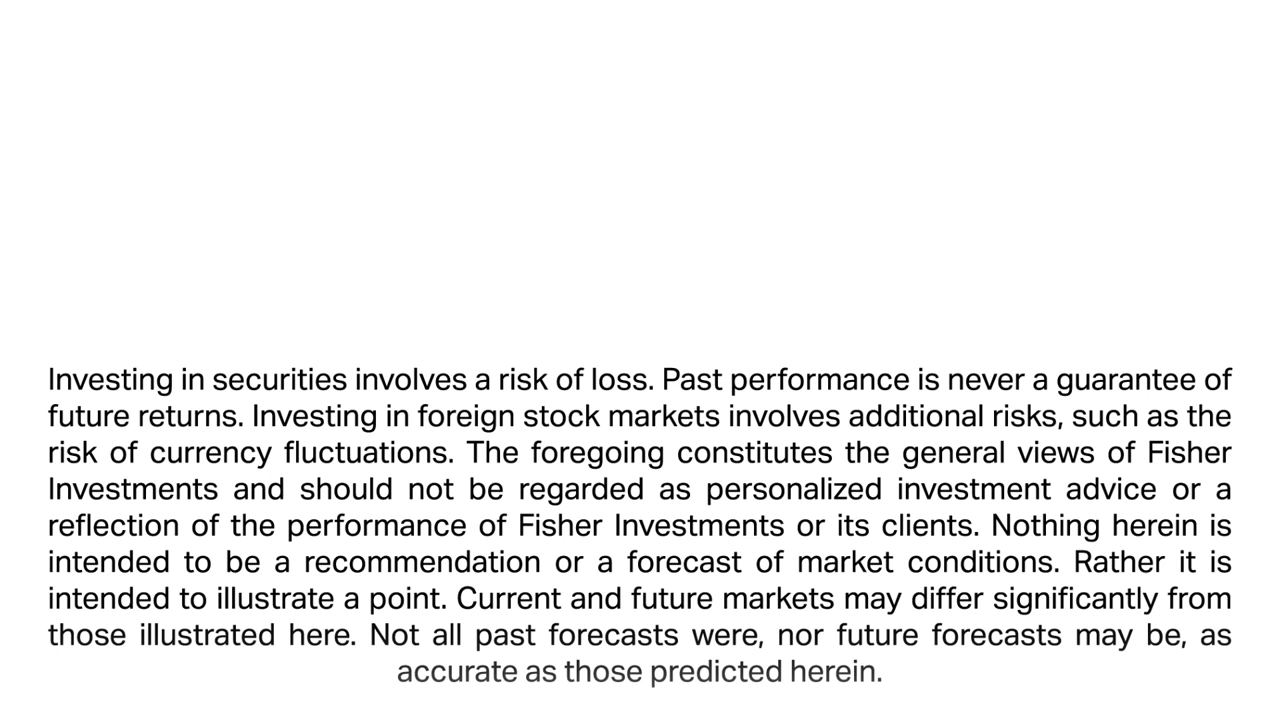 Investing in securities involves a risk of loss. Past performance is never a guarantee of
future returns. Investing in foreign stock markets involves additional risks, such as the
risk of currency fluctuations. The foregoing constitutes the general views of Fisher
Investments and should not be regarded as personalized investment advice or a
reflection of the performance of Fisher Investments or its clients. Nothing herein is
intended to be a recommendation or a forecast of market conditions. Rather it is
intended to illustrate a point. Current and future markets may differ significantly from
those illustrated here. Not all past forecasts were, nor future forecasts may be, as
accurate as those predicted herein.